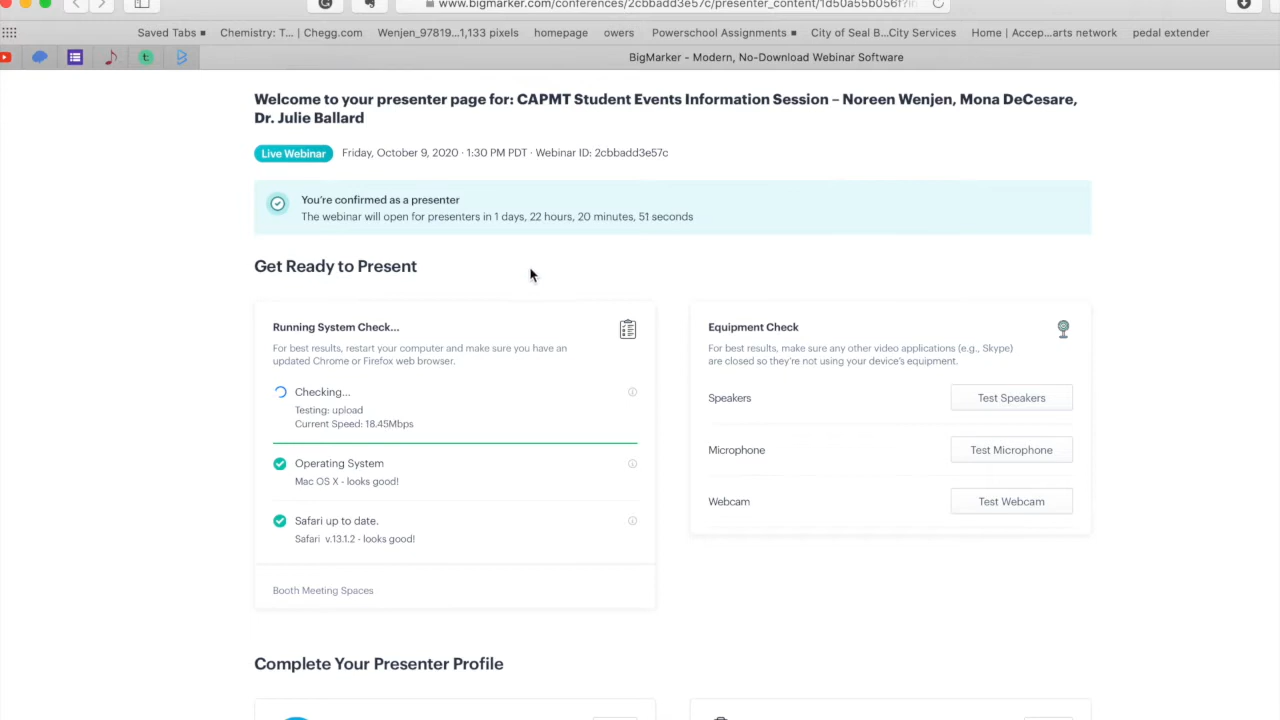 www.bigmarker.com/conferences/2cbbadd3e57c/presenter_content/1d50a55b056f?i
Saved Tabs Chemistry: T... | Chegg.com Wenjen_97819...1,133 pixels homepage owers Powerschool Assignments City of Seal B...City Services Home | Accep...arts network pedal extender
BigMarker - Modern, No-Download Webinar Software
Welcome to your presenter page for: CAPMT Student Events Information Session – Noreen Wenjen, Mona DeCesare,
Dr. Julie Ballard
Live Webinar Friday, October 9, 2020 · 1:30 PM PDT · Webinar ID: 2cbbadd3e57c
You're confirmed as a presenter
The webinar will open for presenters in 1 days, 22 hours, 20 minutes, 51 seconds
Get Ready to Present
Running System Check...
For best results, restart your computer and make sure you have an
updated Chrome or Firefox web browser.
Checking...
Testing: upload
Current Speed: 18.45Mbps
Operating System
Mac OS X - looks good!
Safari up to date.
Safari v.13.1.2 - looks good!
Booth Meeting Spaces
Equipment Check
For best results, make sure any other video applications (e.g., Skype)
are closed so they're not using your device's equipment.
Speakers Test Speakers
Microphone Test Microphone
Webcam Test Webcam
Complete Your Presenter Profile